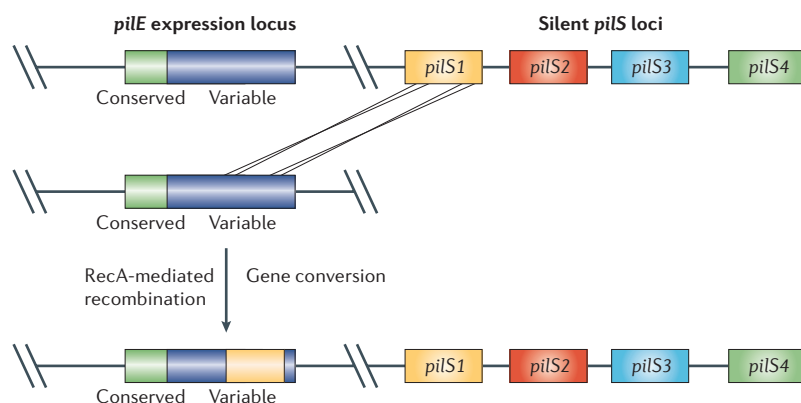 pilE expression locus
Silent pilS loci
pilS1
pilS2
pilS3
pilS4
Conserved
Variable
Conserved
Variable
RecA-mediated
recombination
Gene conversion
pilS1
pilS2
pilS3
pilS4
Conserved
Variable